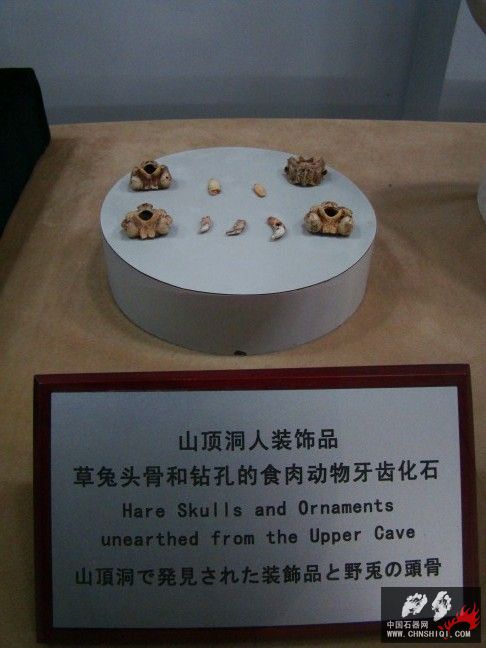 山顶洞人装饰品
草兔头骨和钻孔的食肉动物牙齿化石
Hare Skulls and Ornaments
unearthed from the Upper Cave
山頂洞で発見された装飾品と野兎の頭骨
中国石器网
WWW.CHNSHIQI.COM